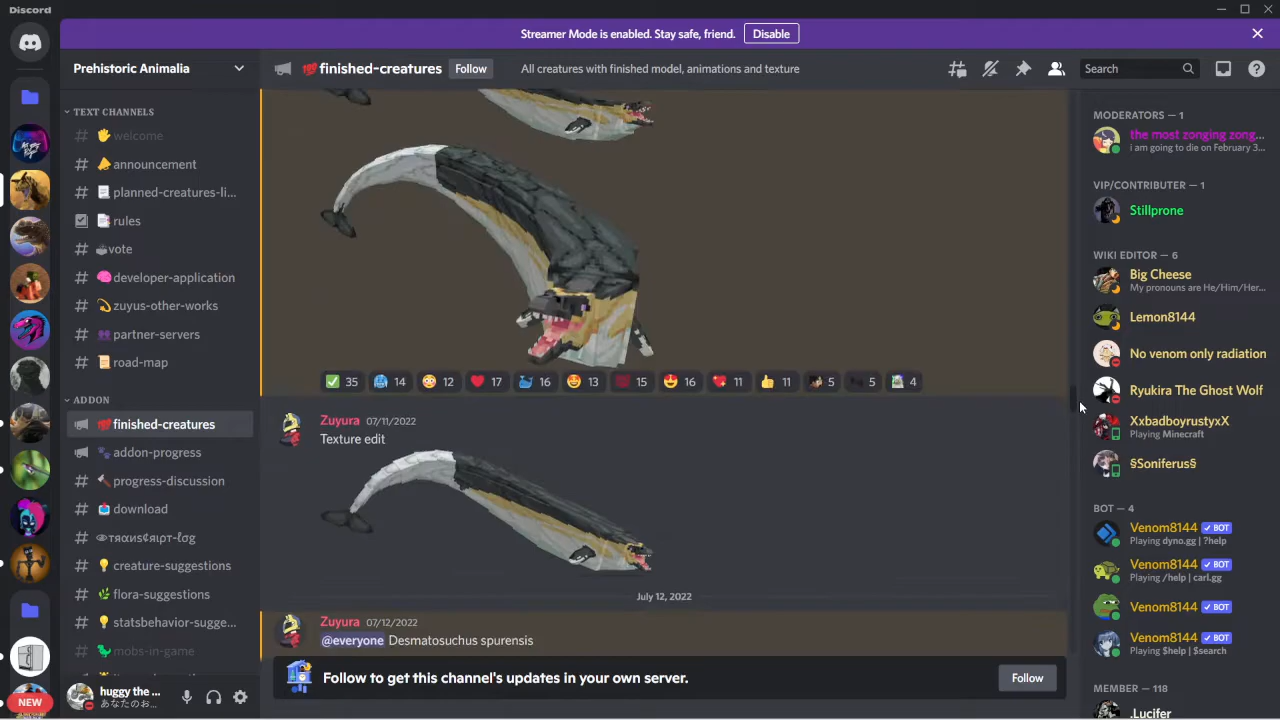 Discord
Streamer Mode is enabled. Stay safe, friend. Disable
Prehistoric Animalia
finished-creatures Follow All creatures with finished model, animations and texture Search
TEXT CHANNELS
welcome
announcement
planned-creatures-li...
rules
vote
developer-application
zuyus-other-works
partner-servers
road-map
ADDON
finished-creatures
addon-progress
progress-discussion
download
creature-suggestions
flora-suggestions
statsbehavior-sugge...
mobs-in-game
NEW
huggy the ...
あなたのお...
35 14 12 17 16 13 15 16 11 11 5 5 4
Zuyura 07/11/2022
Texture edit
July 12, 2022
Zuyura 07/12/2022
@everyone Desmatosuchus spurensis
Follow to get this channel's updates in your own server. Follow
MODERATORS — 1
the most zonging zong...
i am going to die on February 3...
VIP/CONTRIBUTER — 1
Stillprone
WIKI EDITOR — 6
Big Cheese
My pronouns are He/Him/Her...
Lemon8144
No venom only radiation
Ryukira The Ghost Wolf
XxbadboyrustyxX
Playing Minecraft
§Soniferus§
BOT — 4
Venom8144 ✓ BOT
Playing dyno.gg | ?help
Venom8144 ✓ BOT
Playing /help | carl.gg
Venom8144 ✓ BOT
Venom8144 ✓ BOT
Playing $help | $search
MEMBER — 118
.Lucifer